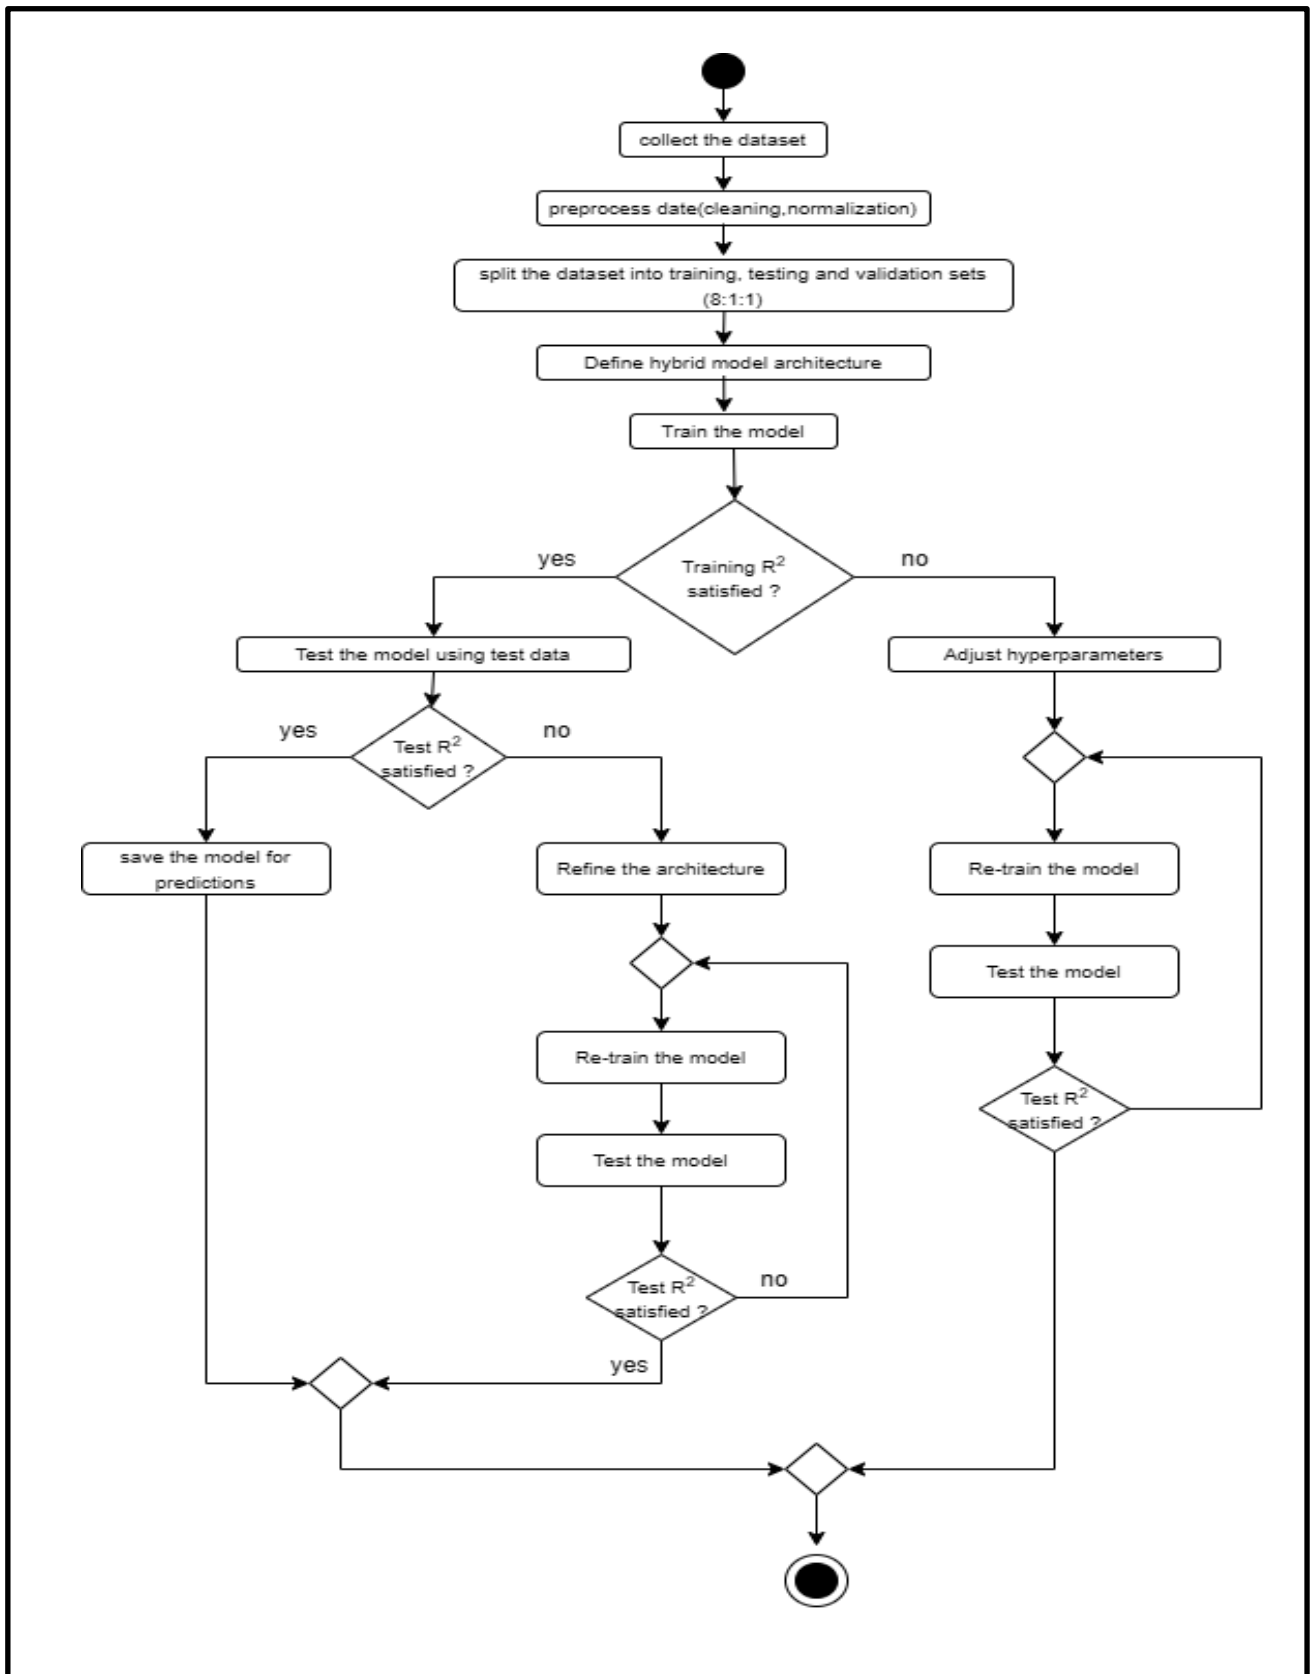 collect the dataset
preprocess date(cleaning,normalization)
split the dataset into training, testing and validation sets
(8:1:1)
Define hybrid model architecture
Train the model
Training R²
satisfied ?
yes
no
Test the model using test data
Adjust hyperparameters
Test R²
satisfied ?
yes
no
save the model for
predictions
Refine the architecture
Re-train the model
Test the model
Test R²
satisfied ?
Re-train the model
Test the model
Test R²
satisfied ?
no
yes